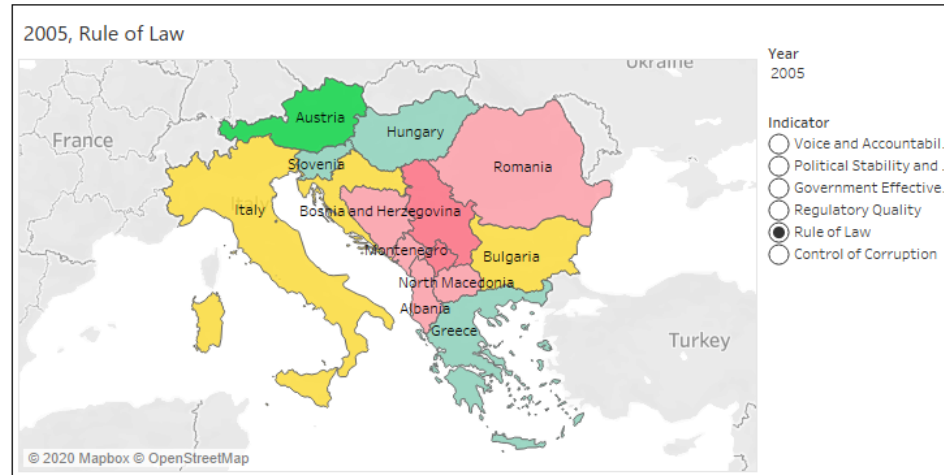 2005, Rule of Law
Ukraine
Year
2005
Indicator
Voice and Accountabil.
Political Stability and .
Government Effective.
Regulatory Quality
Rule of Law
Control of Corruption
France
Austria
Hungary
Slovenia
Romania
Italy
Bosnia and Herzegovina
Montenegro
Bulgaria
North Macedonia
Albania
Greece
Turkey
© 2020 Mapbox © OpenStreetMap